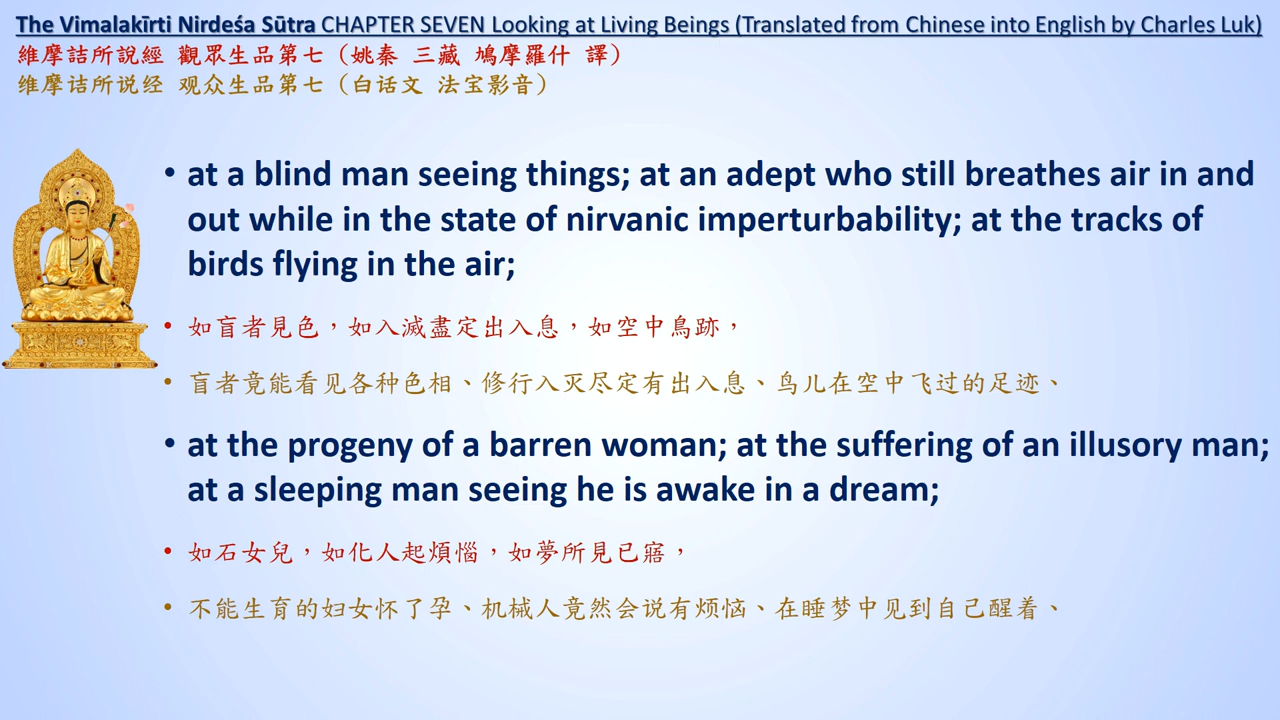 The Vimalakīrti Nirdeśa Sūtra CHAPTER SEVEN Looking at Living Beings (Translated from Chinese into English by Charles Luk)
維摩詰所說經 觀眾生品第七（姚秦 三藏 鳩摩羅什 譯）
维摩诘所说经 观众生品第七（白话文 法宝影音）
• at a blind man seeing things; at an adept who still breathes air in and
out while in the state of nirvanic imperturbability; at the tracks of
birds flying in the air;
• 如盲者見色，如入滅盡定出入息，如空中鳥跡，
• 盲者竟能看见各种色相、修行入灭尽定有出入息、鸟儿在空中飞过的足迹、
• at the progeny of a barren woman; at the suffering of an illusory man;
at a sleeping man seeing he is awake in a dream;
• 如石女兒，如化人起煩惱，如夢所見已寤，
• 不能生育的妇女怀了孕、机械人竟然会说有烦恼、在睡梦中见到自己醒着、